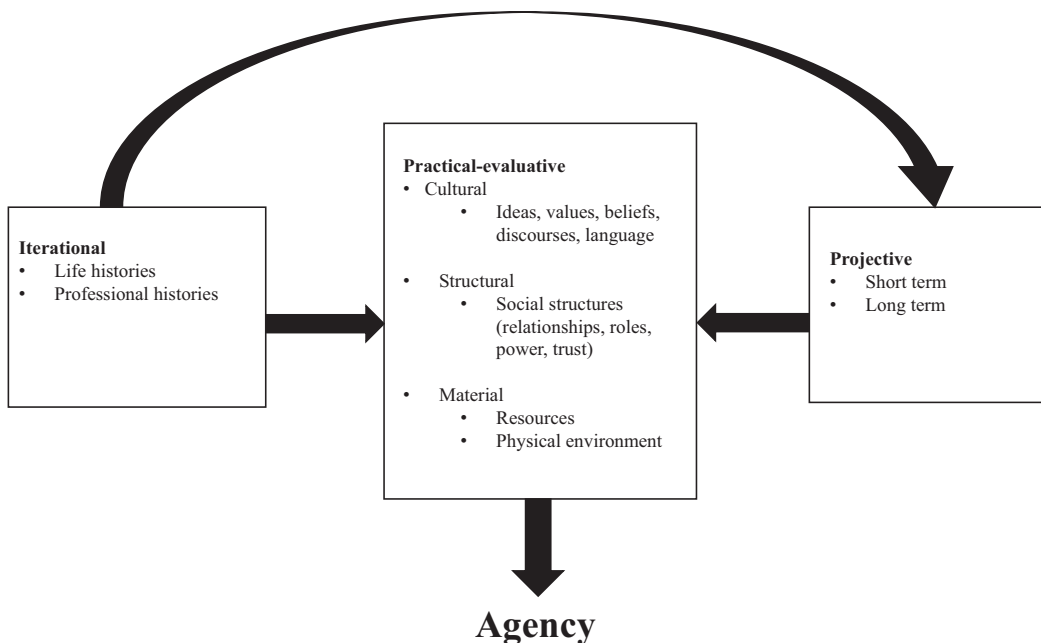 Iterational
• Life histories
• Professional histories
Practical-evaluative
• Cultural
• Ideas, values, beliefs,
discourses, language
• Structural
• Social structures
(relationships, roles,
power, trust)
• Material
• Resources
• Physical environment
Projective
• Short term
• Long term
Agency